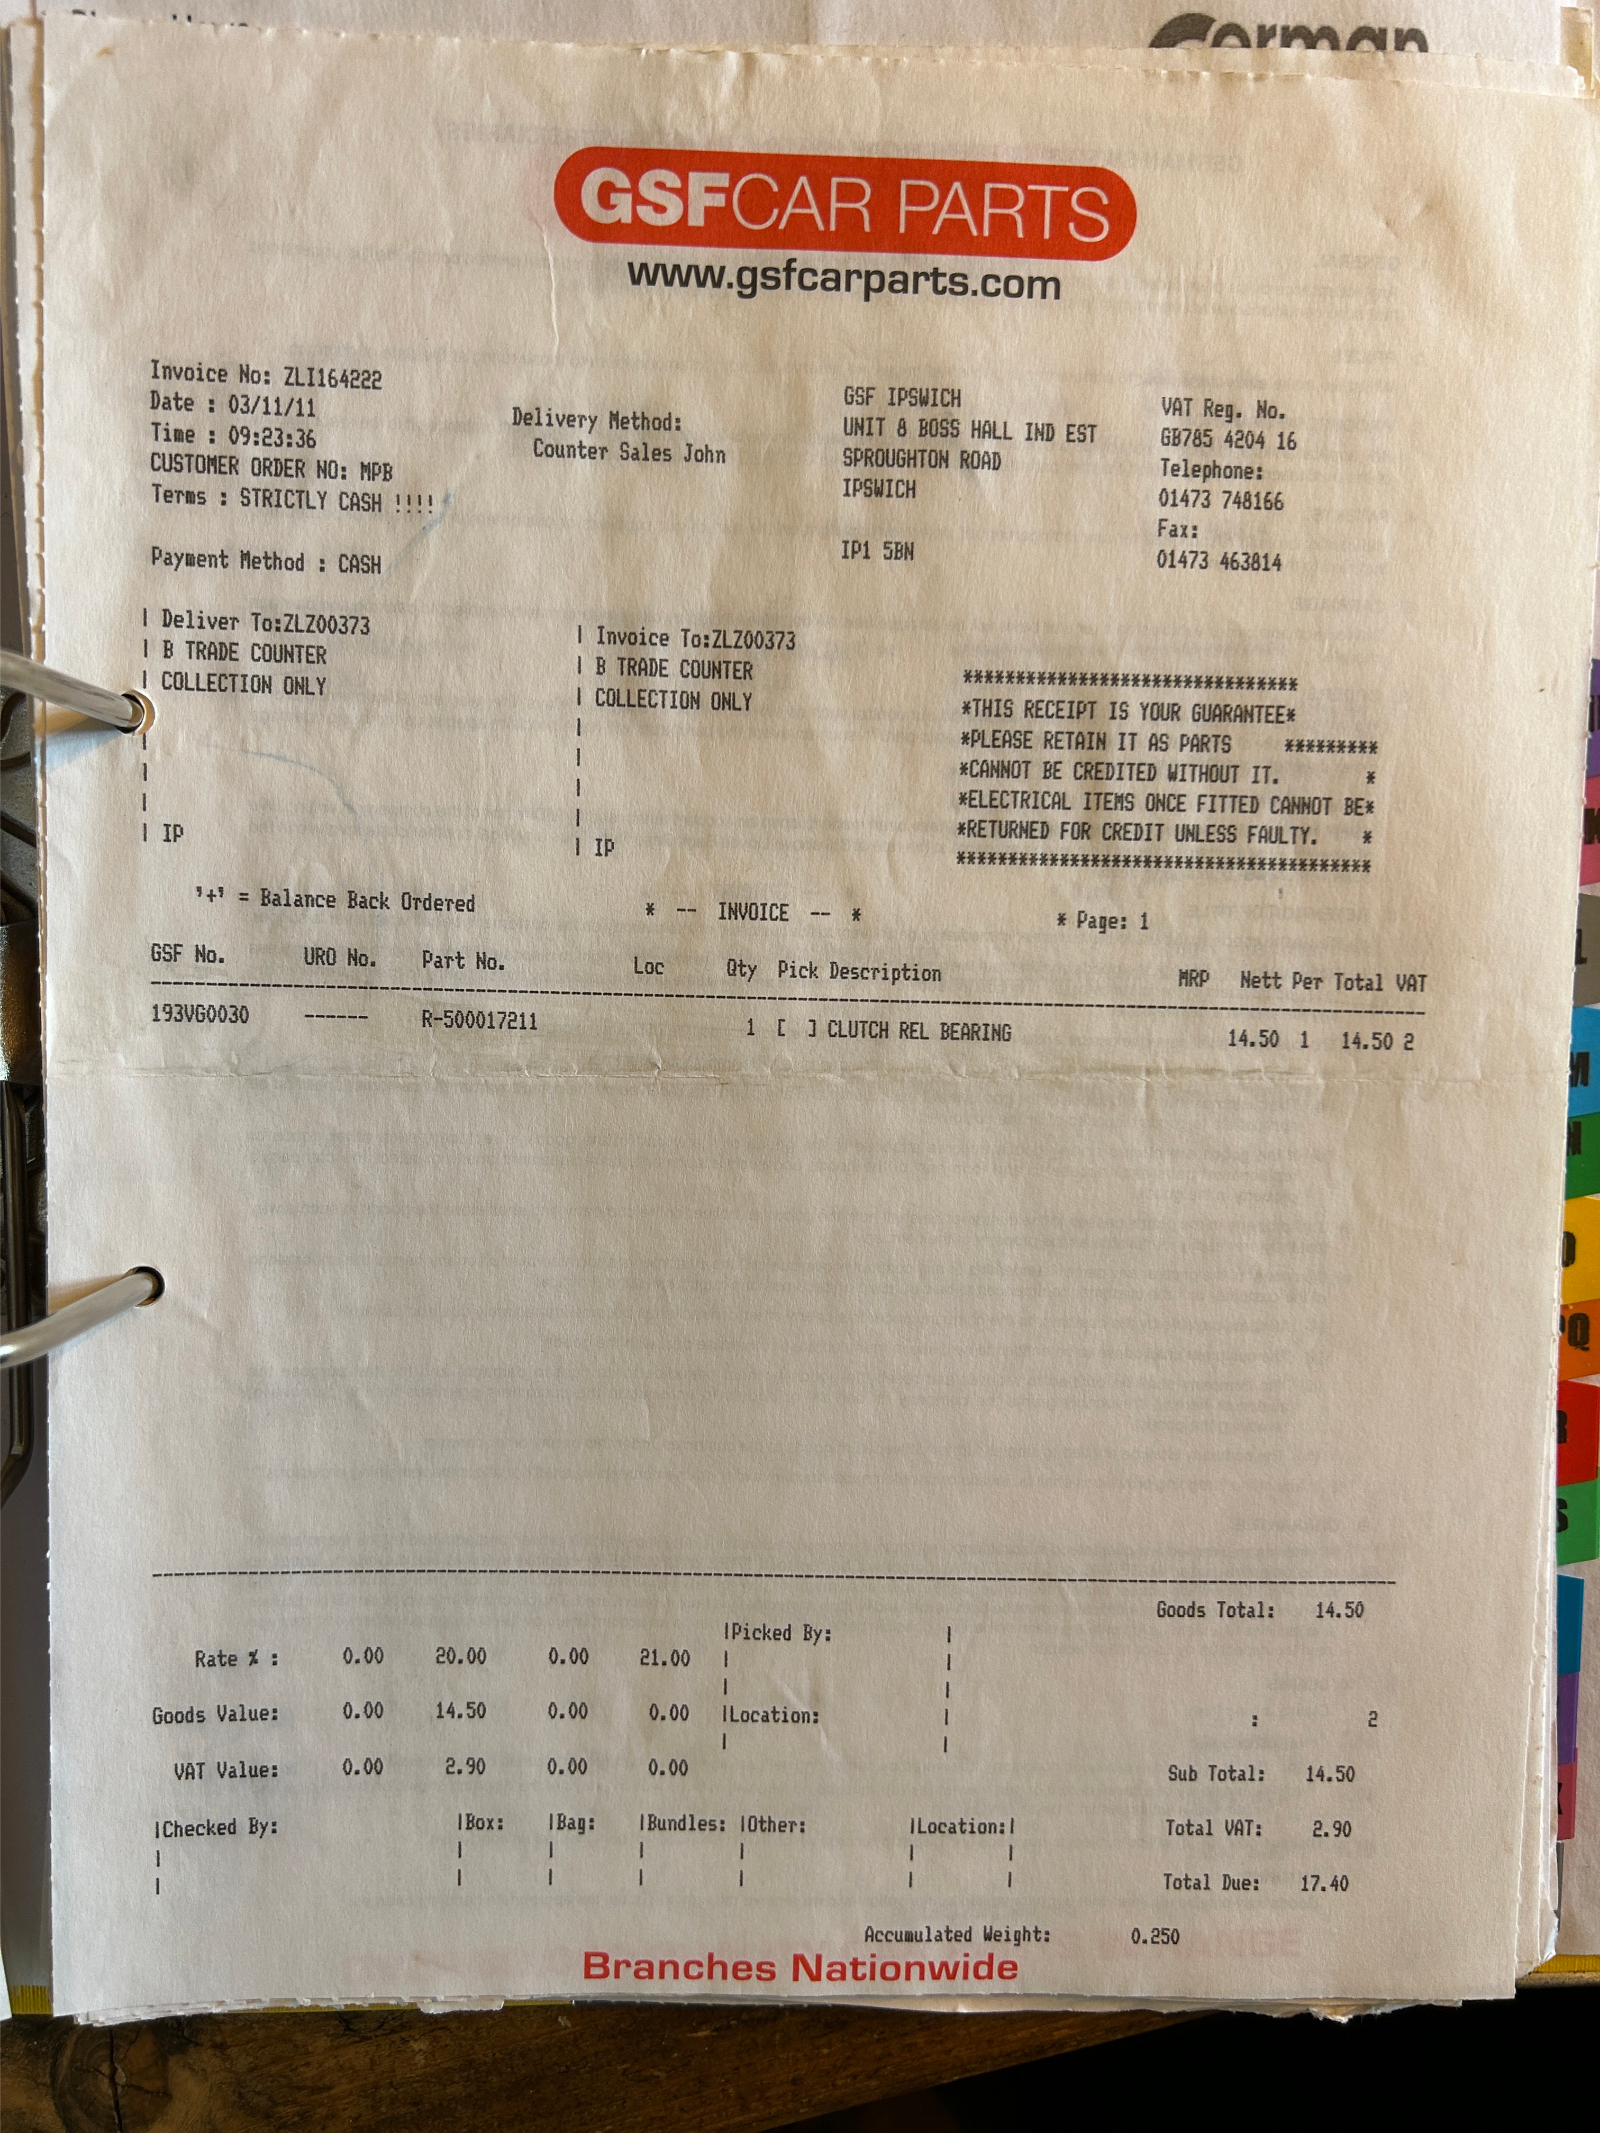 German
GSFCAR PARTS
www.gsfcarparts.com
Invoice No: ZLI164222
Date : 03/11/11
Time : 09:23:36
CUSTOMER ORDER NO: MPB
Terms : STRICTLY CASH !!!!
Payment Method : CASH
Delivery Method:
Counter Sales John
GSF IPSWICH
UNIT 8 BOSS HALL IND EST
SPROUGHTON ROAD
IPSWICH
IP1 5BN
VAT Reg. No.
GB785 4204 16
Telephone:
01473 748166
Fax:
01473 463814
| Deliver To:ZLZ00373
| B TRADE COUNTER
| COLLECTION ONLY
|
|
|
| IP
| Invoice To:ZLZ00373
| B TRADE COUNTER
| COLLECTION ONLY
|
|
|
|
| IP
********************************
*THIS RECEIPT IS YOUR GUARANTEE*
*PLEASE RETAIN IT AS PARTS *********
*CANNOT BE CREDITED WITHOUT IT. *
*ELECTRICAL ITEMS ONCE FITTED CANNOT BE*
*RETURNED FOR CREDIT UNLESS FAULTY. *
****************************************
'+' = Balance Back Ordered * -- INVOICE -- * * Page: 1
GSF No. URO No. Part No. Loc Qty Pick Description MRP Nett Per Total VAT
193VG0030 ------ R-500017211 1 [ ] CLUTCH REL BEARING 14.50 1 14.50 2
Goods Total: 14.50
Rate % : 0.00 20.00 0.00 21.00 |Picked By: |
Goods Value: 0.00 14.50 0.00 0.00 |Location: | : 2
VAT Value: 0.00 2.90 0.00 0.00 Sub Total: 14.50
|Checked By: |Box: |Bag: |Bundles: |Other: |Location:| Total VAT: 2.90
Total Due: 17.40
Accumulated Weight: 0.250
Branches Nationwide
L
M
N
O
PQ
R
S